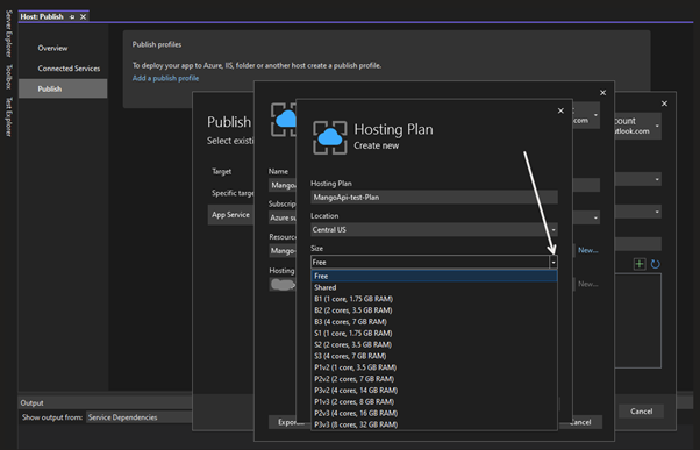 Server Explorer
Toolbox
Test Explorer
Host: Publish
Overview
Connected Services
Publish
Publish profiles
To deploy your app to Azure, IIS, folder or another host create a publish profile.
Add a publish profile
Publish
Select existi
Target
Specific targe
App Service
Name
Mango
Subscrip
Azure su
Resource
Mango-
Hosting
New...
New...
Expor
Cancel
.com
ount
utlook.com
Cancel
Hosting Plan
Create new
Hosting Plan
MangoApi-test-Plan
Location
Central US
Size
Free
Free
Shared
B1 (1 core, 1.75 GB RAM)
B2 (2 cores, 3.5 GB RAM)
B3 (4 cores, 7 GB RAM)
S1 (1 core, 1.75 GB RAM)
S2 (2 cores, 3.5 GB RAM)
S3 (4 cores, 7 GB RAM)
P1v2 (1 core, 3.5 GB RAM)
P2v2 (2 cores, 7 GB RAM)
P3v2 (4 cores, 14 GB RAM)
P1v3 (2 cores, 8 GB RAM)
P2v3 (4 cores, 16 GB RAM)
P3v3 (8 cores, 32 GB RAM)
Output
Show output from: Service Dependencies